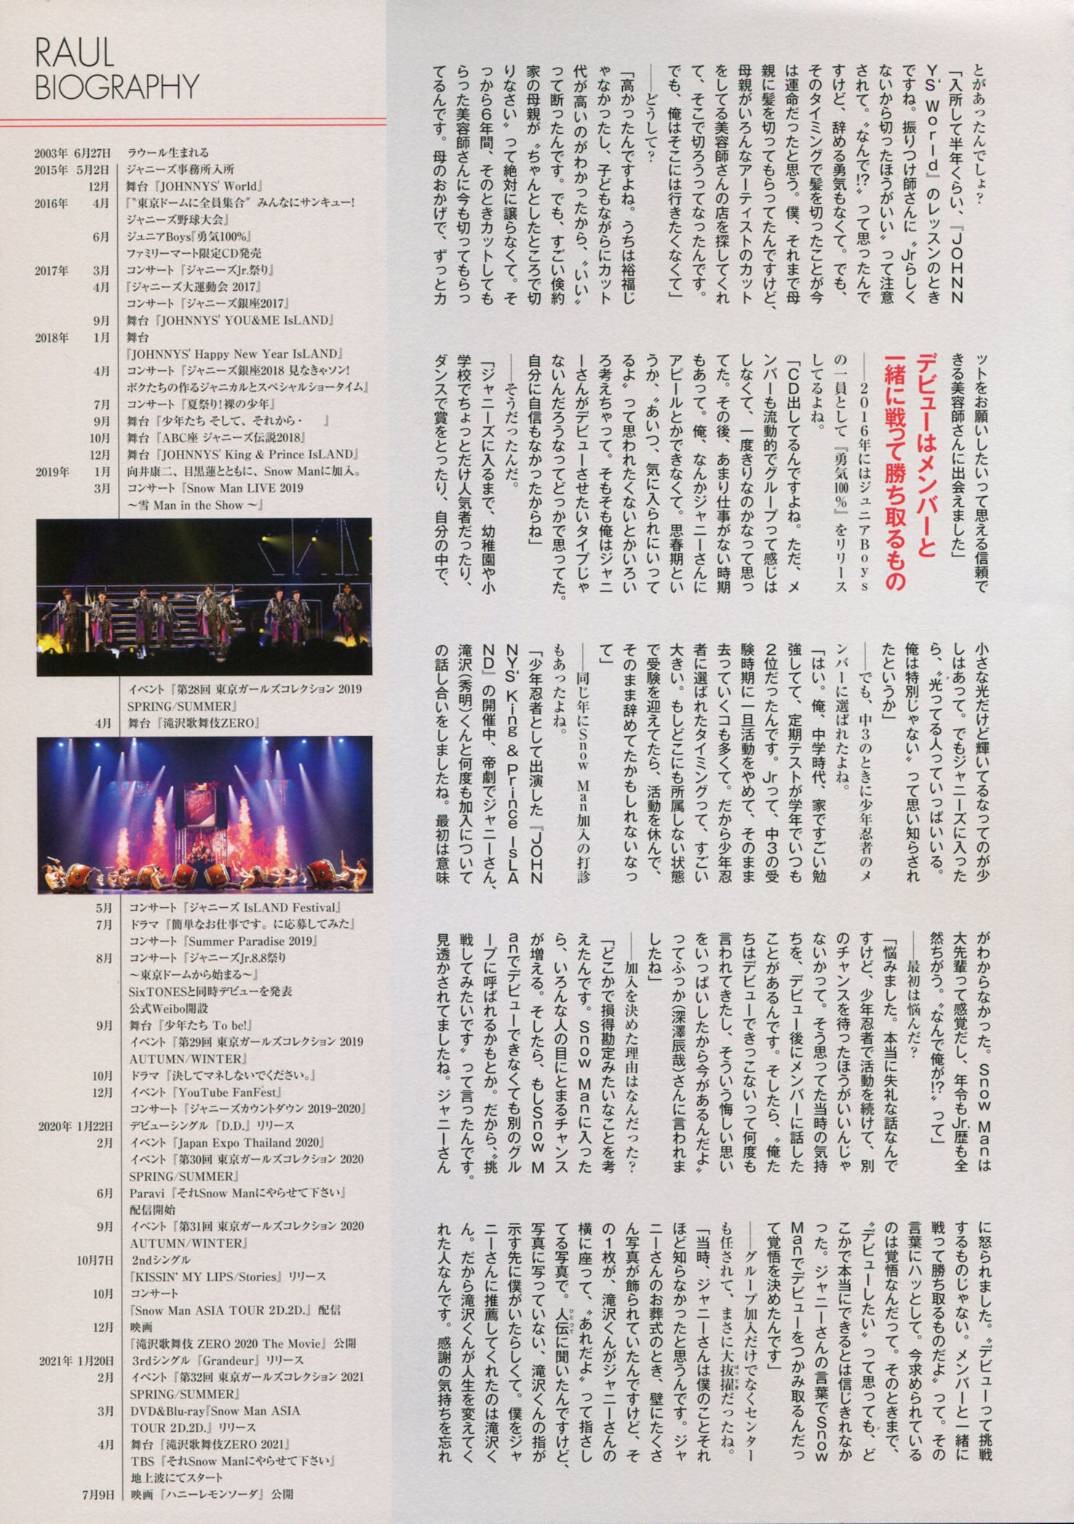 RAUL
BIOGRAPHY
2003年 6月27日 ラウール生まれる
2015年 5月2日 ジャニーズ事務所入所
12月 舞台『JOHNNYS' World』
2016年 4月 『〝東京ドームに全員集合〟みんなにサンキュー!
ジャニーズ野球大会』
6月 ジュニアBoys『勇気100%』
ファミリーマート限定CD発売
2017年 3月 コンサート『ジャニーズJr.祭り』
4月 『ジャニーズ大運動会 2017』
コンサート『ジャニーズ銀座2017』
9月 舞台『JOHNNYS' YOU&ME IsLAND』
2018年 1月 舞台
『JOHNNYS' Happy New Year IsLAND』
4月 コンサート『ジャニーズ銀座2018 見なきゃソン!
ボクたちの作るジャニカルとスペシャルショータイム』
7月 コンサート『夏祭り! 裸の少年』
9月 舞台『少年たち そして、それから・ 』
10月 舞台『ABC座 ジャニーズ伝説2018』
12月 舞台『JOHNNYS' King & Prince IsLAND』
2019年 1月 向井康二、目黒蓮とともに、Snow Manに加入。
3月 コンサート『Snow Man LIVE 2019
~雪 Man in the Show ~』
イベント『第28回 東京ガールズコレクション 2019
SPRING/SUMMER』
4月 舞台『滝沢歌舞伎ZERO』
5月 コンサート『ジャニーズ IsLAND Festival』
7月 ドラマ『簡単なお仕事です。に応募してみた』
コンサート『Summer Paradise 2019』
8月 コンサート『ジャニーズJr.8.8祭り
~東京ドームから始まる~』
SixTONESと同時デビューを発表
公式Weibo開設
9月 舞台『少年たち To be!』
イベント『第29回 東京ガールズコレクション 2019
AUTUMN/WINTER』
10月 ドラマ『決してマネしないでください。』
12月 イベント『YouTube FanFest』
コンサート『ジャニーズカウントダウン 2019-2020』
2020年 1月22日 デビューシングル『D.D.』リリース
2月 イベント『Japan Expo Thailand 2020』
イベント『第30回 東京ガールズコレクション 2020
SPRING/SUMMER』
6月 Paravi『それSnow Manにやらせて下さい』
配信開始
9月 イベント『第31回 東京ガールズコレクション 2020
AUTUMN/WINTER』
10月7日 2ndシングル
『KISSIN' MY LIPS/Stories』リリース
10月 コンサート
『Snow Man ASIA TOUR 2D.2D.』配信
12月 映画
『滝沢歌舞伎 ZERO 2020 The Movie』公開
2021年 1月20日 3rdシングル『Grandeur』リリース
2月 イベント『第32回 東京ガールズコレクション 2021
SPRING/SUMMER』
3月 DVD&Blu-ray『Snow Man ASIA
TOUR 2D.2D.』リリース
4月 舞台『滝沢歌舞伎ZERO 2021』
TBS『それSnow Manにやらせて下さい』
地上波にてスタート
7月9日 映画『ハニーレモンソーダ』公開
とがあったんでしょ?
「入所して半年くらい、『JOHNN
YS' World』のレッスンのとき
ですね。振りつけ師さんに〝Jrらしく
ないから切ったほうがいい〟って注意
されて。〝なんで!?〟って思ったんで
すけど、辞める勇気もなくて。でも、
そのタイミングで髪を切ったことが今
は運命だったと思う。僕、それまで母
親に髪を切ってもらってたんですけど、
母親がいろんなアーティストのカット
をしてる美容師さんの店を探してくれ
て、そこで切ろうってなったんです。
でも、俺はそこには行きたくなくて」
──どうして?
「高かったんですよね。うちは裕福じ
ゃなかったし、子どもながらにカット
代が高いのがわかったから、〝いい〟
って断ったんです。でも、すごい倹約
家の母親が〝ちゃんとしたところで切
りなさい〟って絶対に譲らなくて。そ
っから6年間、そのときカットしても
らった美容師さんに今も切ってもらっ
てるんです。母のおかげで、ずっとカ
ットをお願いしたいって思える信頼で
きる美容師さんに出会えました」
デビューはメンバーと
一緒に戦って勝ち取るもの
──2016年にはジュニアBoys
の一員として『勇気100%』をリリース
してるよね。
「CD出してるんですよね。ただ、メ
ンバーも流動的でグループって感じは
しなくて、一度きりなのかなって思っ
てた。その後、あまり仕事がない時期
もあって。俺、なんかジャニーさんに
アピールとかできなくて。思春期とい
うか、〝あいつ、気に入られにいって
るよ〟って思われたくないとかいろい
ろ考えちゃって。そもそも俺はジャニ
ーさんがデビューさせたいタイプじゃ
ないんだろうなってどっかで思ってた。
自分に自信もなかったからね」
──そうだったんだ。
「ジャニーズに入るまで、幼稚園や小
学校でちょっとだけ人気者だったり、
ダンスで賞をとったり、自分の中で、
小さな光だけど輝いてるなってのが少
しはあって。でもジャニーズに入った
ら、〝光ってる人っていっぱいいる。
俺は特別じゃない〟って思い知らされ
たというか」
──でも、中3のときに少年忍者のメ
ンバーに選ばれたよね。
「はい。俺、中学時代、家ですごい勉
強してて、定期テストが学年でいつも
2位だったんです。Jrって、中3の受
験時期に一旦活動をやめて、そのまま
去っていくコも多くて。だから少年忍
者に選ばれたタイミングって、すごい
大きい。もしどこにも所属しない状態
で受験を迎えてたら、活動を休んで、
そのまま辞めてたかもしれないなっ
て」
──同じ年にSnow Man加入の打診
もあったよね。
「少年忍者として出演した『JOHN
NYS' King & Prince ISLA
ND』の開催中、帝劇でジャニーさん、
滝沢(秀明)くんと何度も加入について
の話し合いをしましたね。最初は意味
がわからなかった。Snow Manは
大先輩って感覚だし、年令もJr.歴も全
然ちがう。〝なんで俺が!?〟って」
──最初は悩んだ?
「悩みました。本当に失礼な話なんで
すけど、少年忍者で活動を続けて、別
のチャンスを待ったほうがいいんじゃ
ないかって。そう思ってた当時の気持
ちを、デビュー後にメンバーに話した
ことがあるんです。そしたら、〝俺た
ちはデビューできっこないって何度も
言われてきたし、そういう悔しい思い
をいっぱいしたから今があるんだよ〟
ってふっか(深澤辰哉)さんに言われま
したね」
──加入を決めた理由はなんだった?
「どこかで損得勘定みたいなことを考
えたんです。Snow Manに入った
ら、いろんな人の目にとまるチャンス
が増える。そしたら、もしSnow M
anでデビューできなくても別のグル
ープに呼ばれるかもとか。だから、〝挑
戦してみたいです〟って言ったんです。
見透かされてましたね。ジャニーさん
に怒られました。〝デビューって挑戦
するものじゃない。メンバーと一緒に
戦って勝ち取るものだよ〟って。その
言葉にハッとして。今求められている
のは覚悟なんだって。そのときまで、
〝デビューしたい〟って思っても、ど
こかで本当にできるとは信じきれなか
った。ジャニーさんの言葉でSnow
Manでデビューをつかみ取るんだっ
て覚悟を決めたんです」
──グループ加入だけでなくセンター
も任されて、まさに大抜擢だったね。
「当時、ジャニーさんは僕のことそれ
ほど知らなかったと思うんです。ジャ
ニーさんのお葬式のとき、壁にたくさ
ん写真が飾られていたんですけど、そ
の1枚が、滝沢くんがジャニーさんの
横に座って、〝あれだよ〟って指さし
てる写真で。人伝に聞いたんですけど、
写真に写っていない、滝沢くんの指が
示す先に僕がいたらしくて。僕をジャ
ニーさんに推薦してくれたのは滝沢く
ん。だから滝沢くんが人生を変えてく
れた人なんです。感謝の気持ちを忘れ